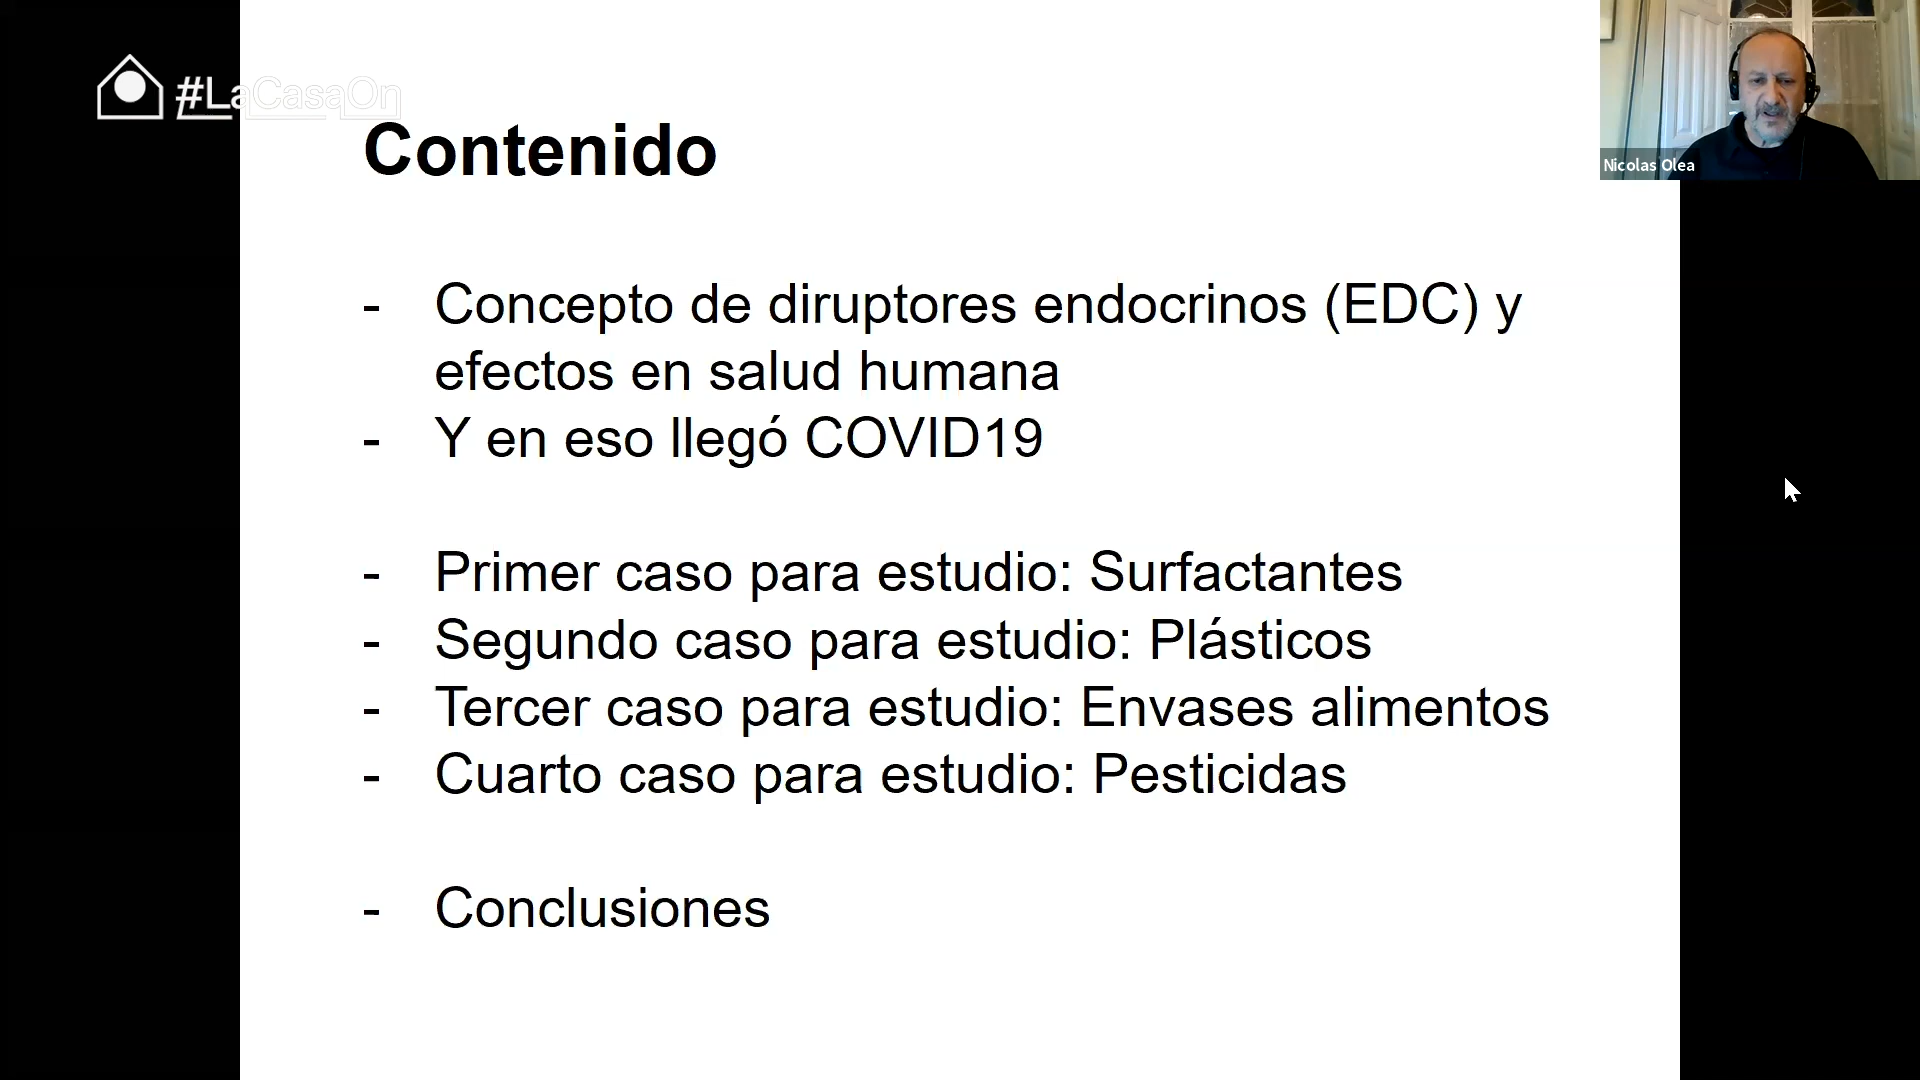 #LaCasaOn
Nicolas Olea
Contenido
- Concepto de diruptores endocrinos (EDC) y
efectos en salud humana
- Y en eso llegó COVID19
- Primer caso para estudio: Surfactantes
- Segundo caso para estudio: Plásticos
- Tercer caso para estudio: Envases alimentos
- Cuarto caso para estudio: Pesticidas
- Conclusiones